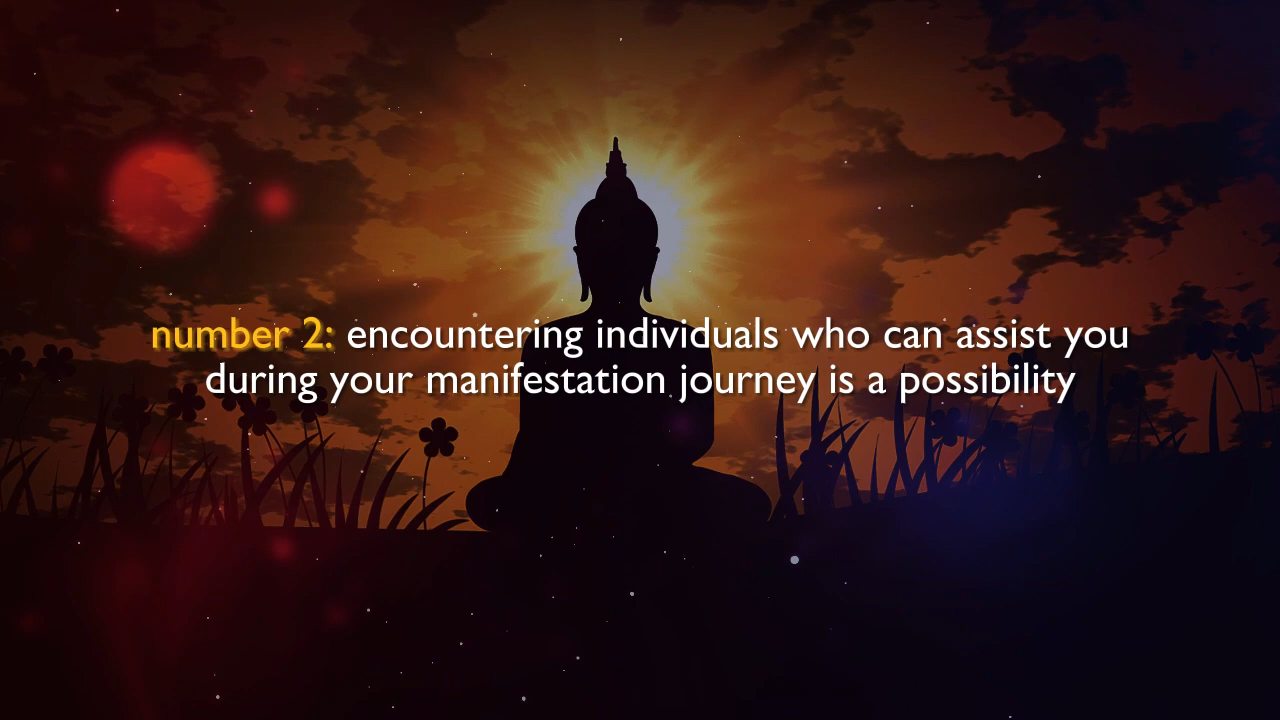 number 2: encountering individuals who can assist you
during your manifestation journey is a possibility